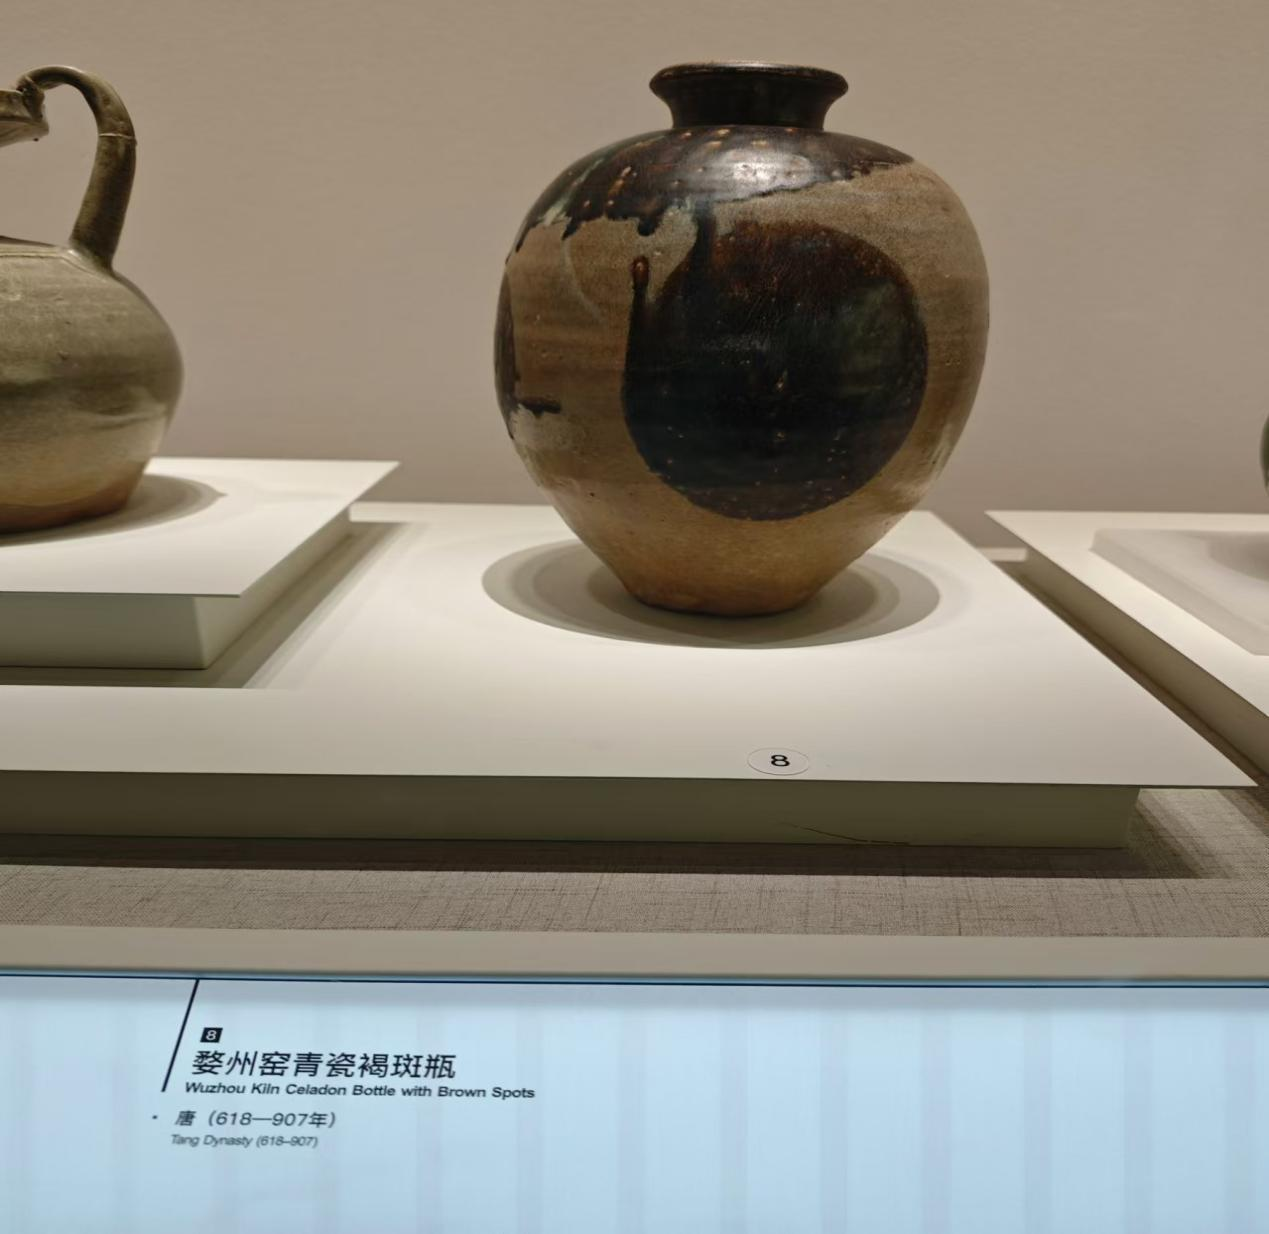 8
8
婺州窑青瓷褐斑瓶
Wuzhou Kiln Celadon Bottle with Brown Spots
唐（618—907年）
Tang Dynasty (618–907)